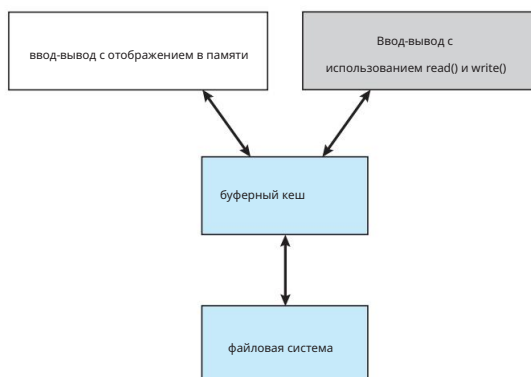 ввод-вывод с отображением в памяти
Ввод-вывод с
использованием read() и write()
буферный кеш
файловая система